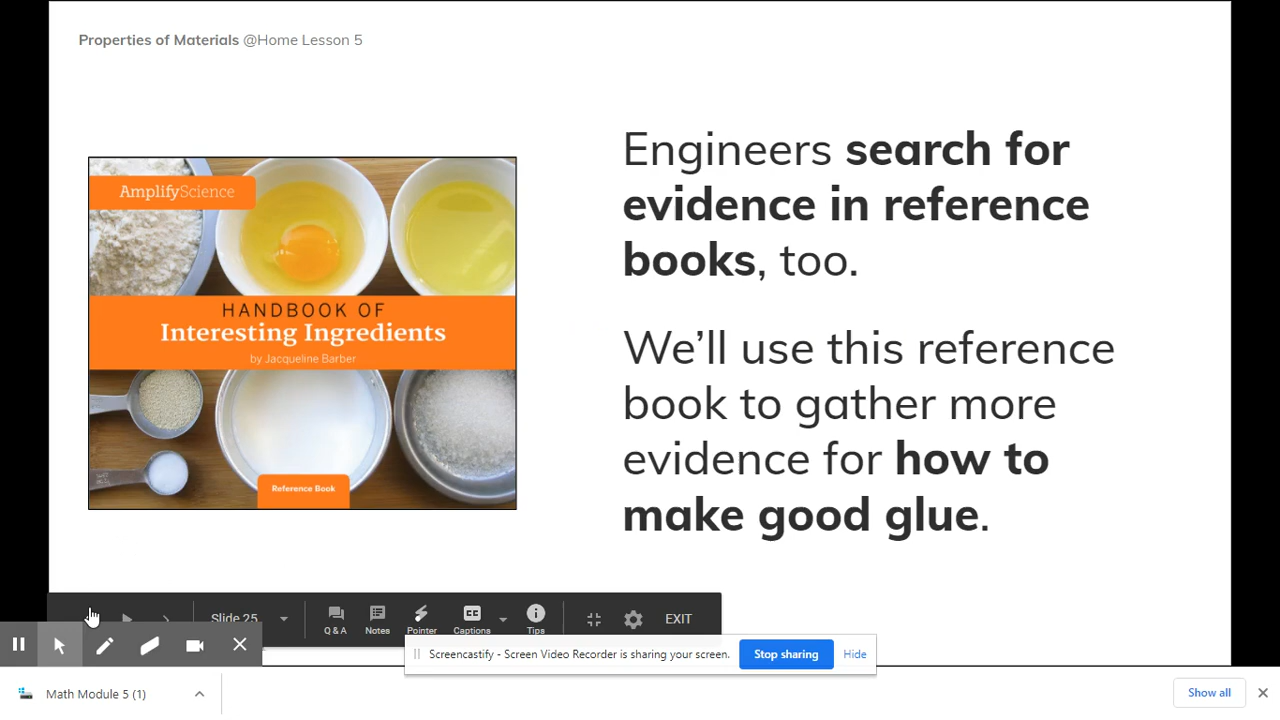 Properties of Materials @Home Lesson 5
AmplifyScience
HANDBOOK OF
Interesting Ingredients
by Jacqueline Barber
Reference Book
Engineers search for
evidence in reference
books, too.
We’ll use this reference
book to gather more
evidence for how to
make good glue.
Slide 25
Q & A
Notes
Pointer
Captions
Tips
EXIT
Screencastify - Screen Video Recorder is sharing your screen.
Stop sharing
Hide
Math Module 5 (1)
Show all